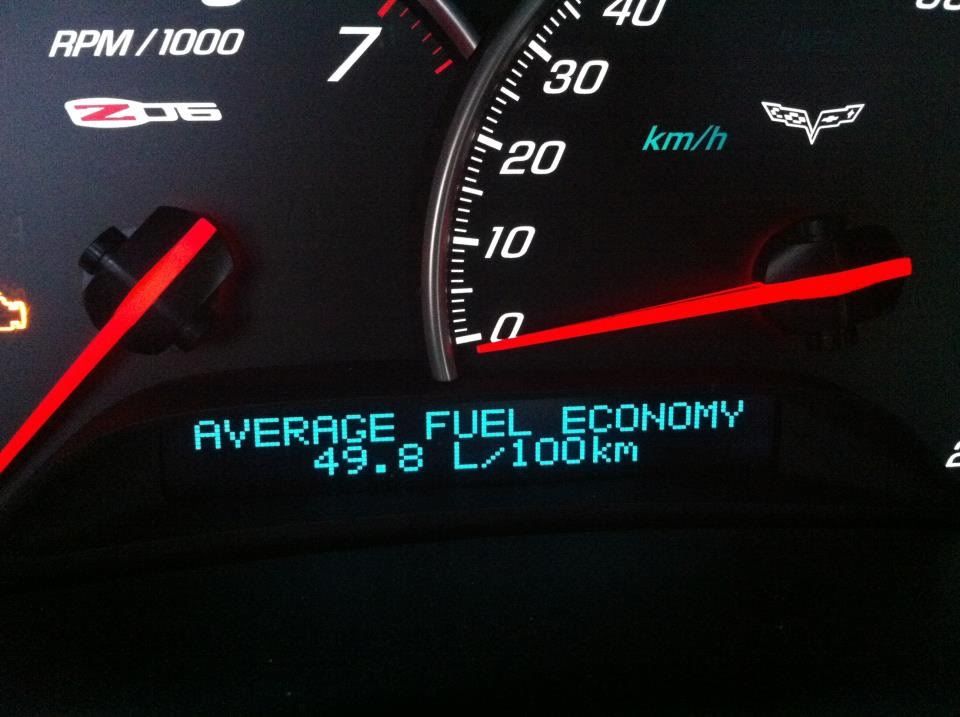 RPM/1000
7
Z06
40
30
20
10
0
km/h
AVERAGE FUEL ECONOMY
49.8 L/100km